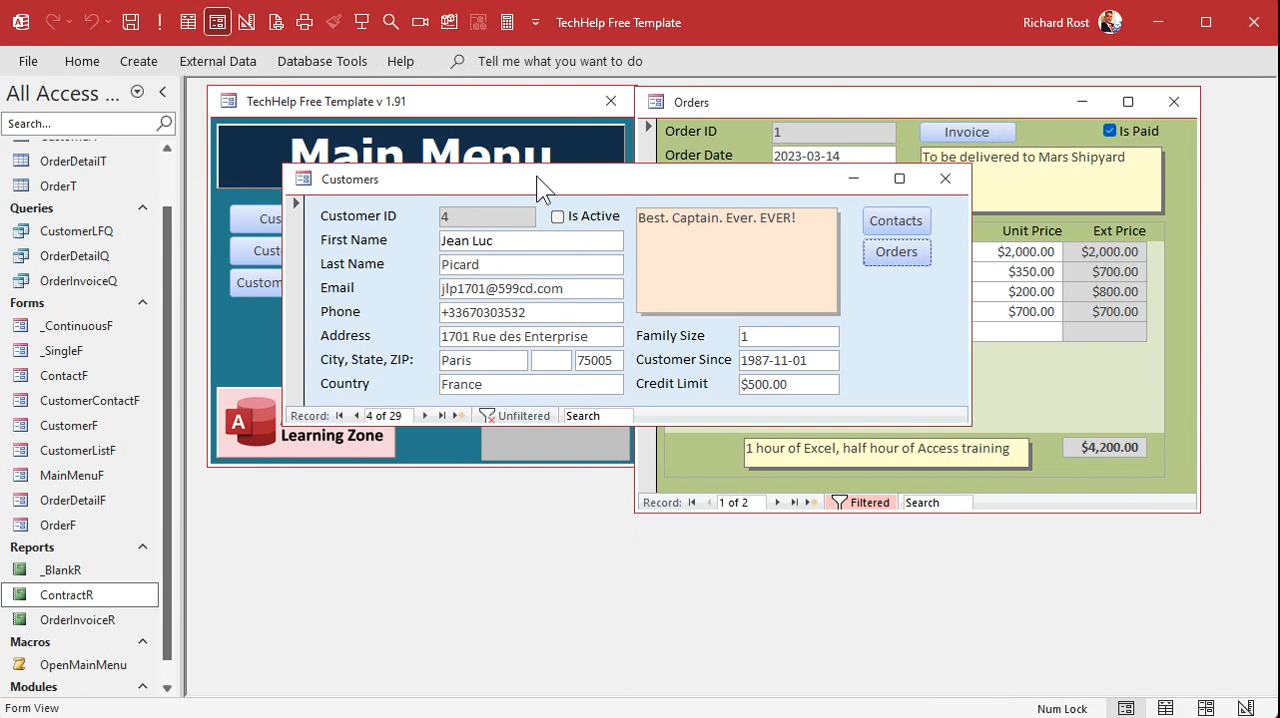 TechHelp Free Template
Richard Rost
File
Home
Create
External Data
Database Tools
Help
Tell me what you want to do
All Access ...
Search...
OrderDetailT
OrderT
Queries
CustomerLFQ
OrderDetailQ
OrderInvoiceQ
Forms
_ContinuousF
_SingleF
ContactF
CustomerContactF
CustomerF
CustomerListF
MainMenuF
OrderDetailF
OrderF
Reports
_BlankR
ContractR
OrderInvoiceR
Macros
OpenMainMenu
Modules
TechHelp Free Template v 1.91
Main Menu
Cus
Custo
Custom
A
Learning Zone
Customers
Customer ID 4 Is Active
First Name Jean Luc
Last Name Picard
Email jlp1701@599cd.com
Phone +33670303532
Address 1701 Rue des Enterprise
City, State, ZIP: Paris 75005
Country France
Best. Captain. Ever. EVER!
Family Size 1
Customer Since 1987-11-01
Credit Limit $500.00
Contacts
Orders
Record: 4 of 29 Unfiltered Search
Orders
Order ID 1 Invoice Is Paid
Order Date 2023-03-14
To be delivered to Mars Shipyard
Unit Price Ext Price
$2,000.00 $2,000.00
$350.00 $700.00
$200.00 $800.00
$700.00 $700.00
1 hour of Excel, half hour of Access training $4,200.00
Record: 1 of 2 Filtered Search
Form View
Num Lock